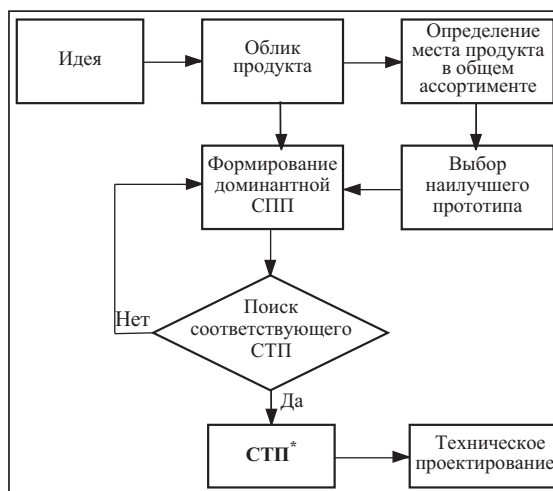 Идея
Облик
продукта
Определение
места продукта
в общем
ассортименте
Формирование
доминантной
СПП
Выбор
наилучшего
прототипа
Нет
Поиск
соответствующего
СТП
Да
СТП*
Техническое
проектирование